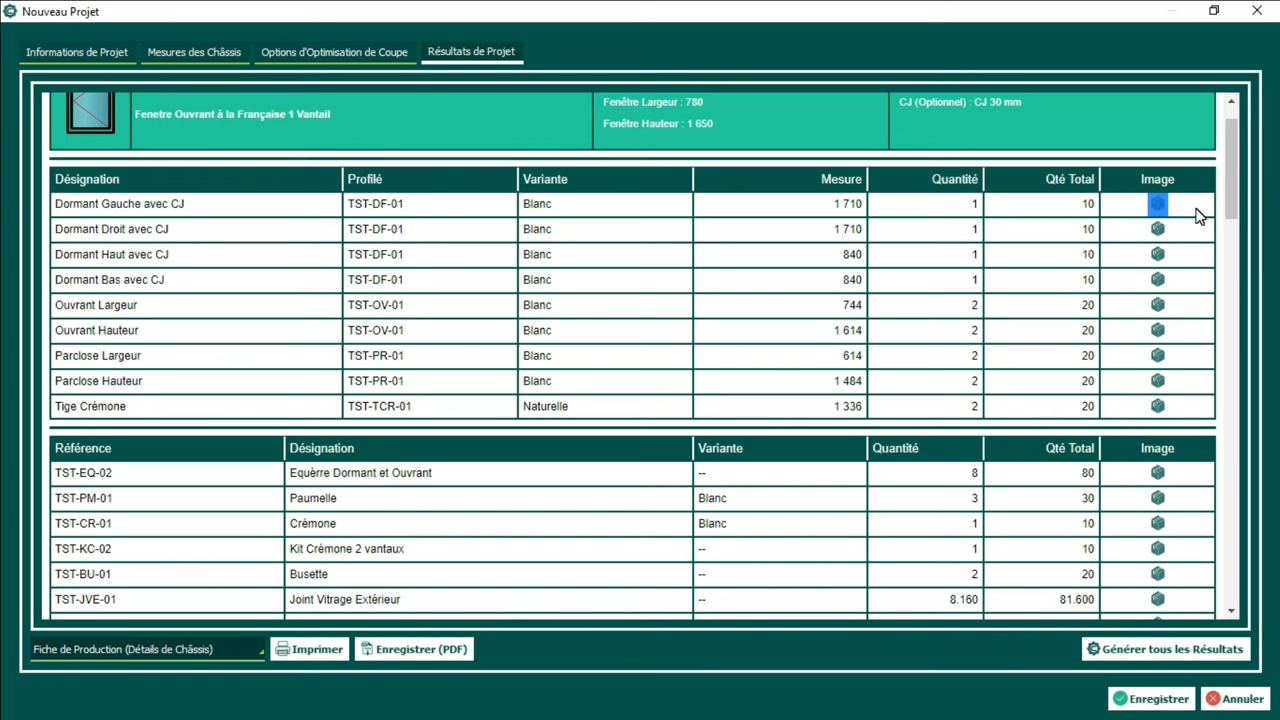 Nouveau Projet
Informations de Projet Mesures des Châssis Options d'Optimisation de Coupe Résultats de Projet
Fenetre Ouvrant à la Française 1 Vantail
Fenêtre Largeur : 780
Fenêtre Hauteur : 1 650
CJ (Optionnel) : CJ 30 mm
Désignation Profilé Variante Mesure Quantité Qté Total Image
Dormant Gauche avec CJ TST-DF-01 Blanc 1 710 1 10
Dormant Droit avec CJ TST-DF-01 Blanc 1 710 1 10
Dormant Haut avec CJ TST-DF-01 Blanc 840 1 10
Dormant Bas avec CJ TST-DF-01 Blanc 840 1 10
Ouvrant Largeur TST-OV-01 Blanc 744 2 20
Ouvrant Hauteur TST-OV-01 Blanc 1 614 2 20
Parclose Largeur TST-PR-01 Blanc 614 2 20
Parclose Hauteur TST-PR-01 Blanc 1 484 2 20
Tige Crémone TST-TCR-01 Naturelle 1 336 2 20
Référence Désignation Variante Quantité Qté Total Image
TST-EQ-02 Equèrre Dormant et Ouvrant -- 8 80
TST-PM-01 Paumelle Blanc 3 30
TST-CR-01 Crémone Blanc 1 10
TST-KC-02 Kit Crémone 2 vantaux -- 1 10
TST-BU-01 Busette -- 2 20
TST-JVE-01 Joint Vitrage Extérieur -- 8.160 81.600
Fiche de Production (Détails de Châssis) Imprimer Enregistrer (PDF) Générer tous les Résultats
Enregistrer Annuler